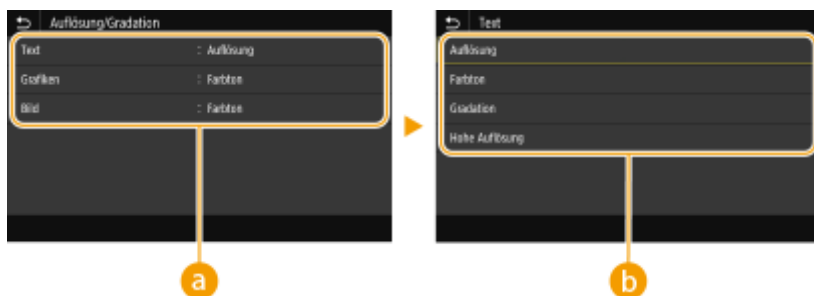 Auflösung/Gradation
Text : Auflösung
Grafiken : Farbton
Bild : Farbton
a
Text
Auflösung
Farbton
Gradation
Hohe Auflösung
b